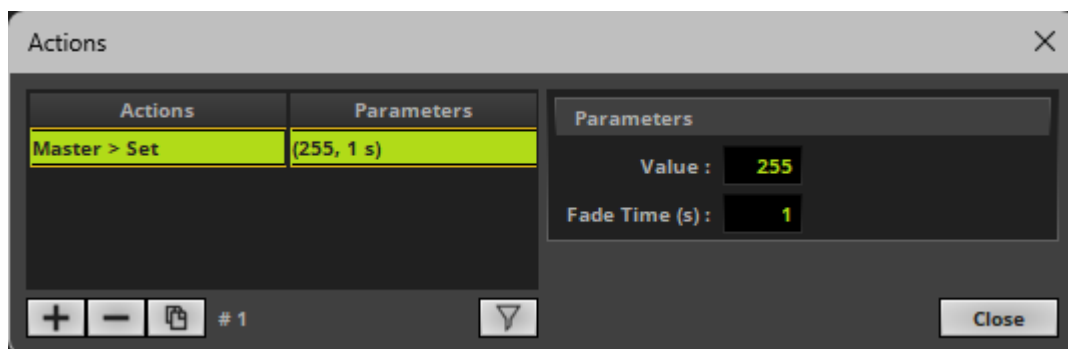 Actions
Actions Parameters
Master > Set (255, 1 s)
Parameters
Value : 255
Fade Time (s) : 1
# 1
Close